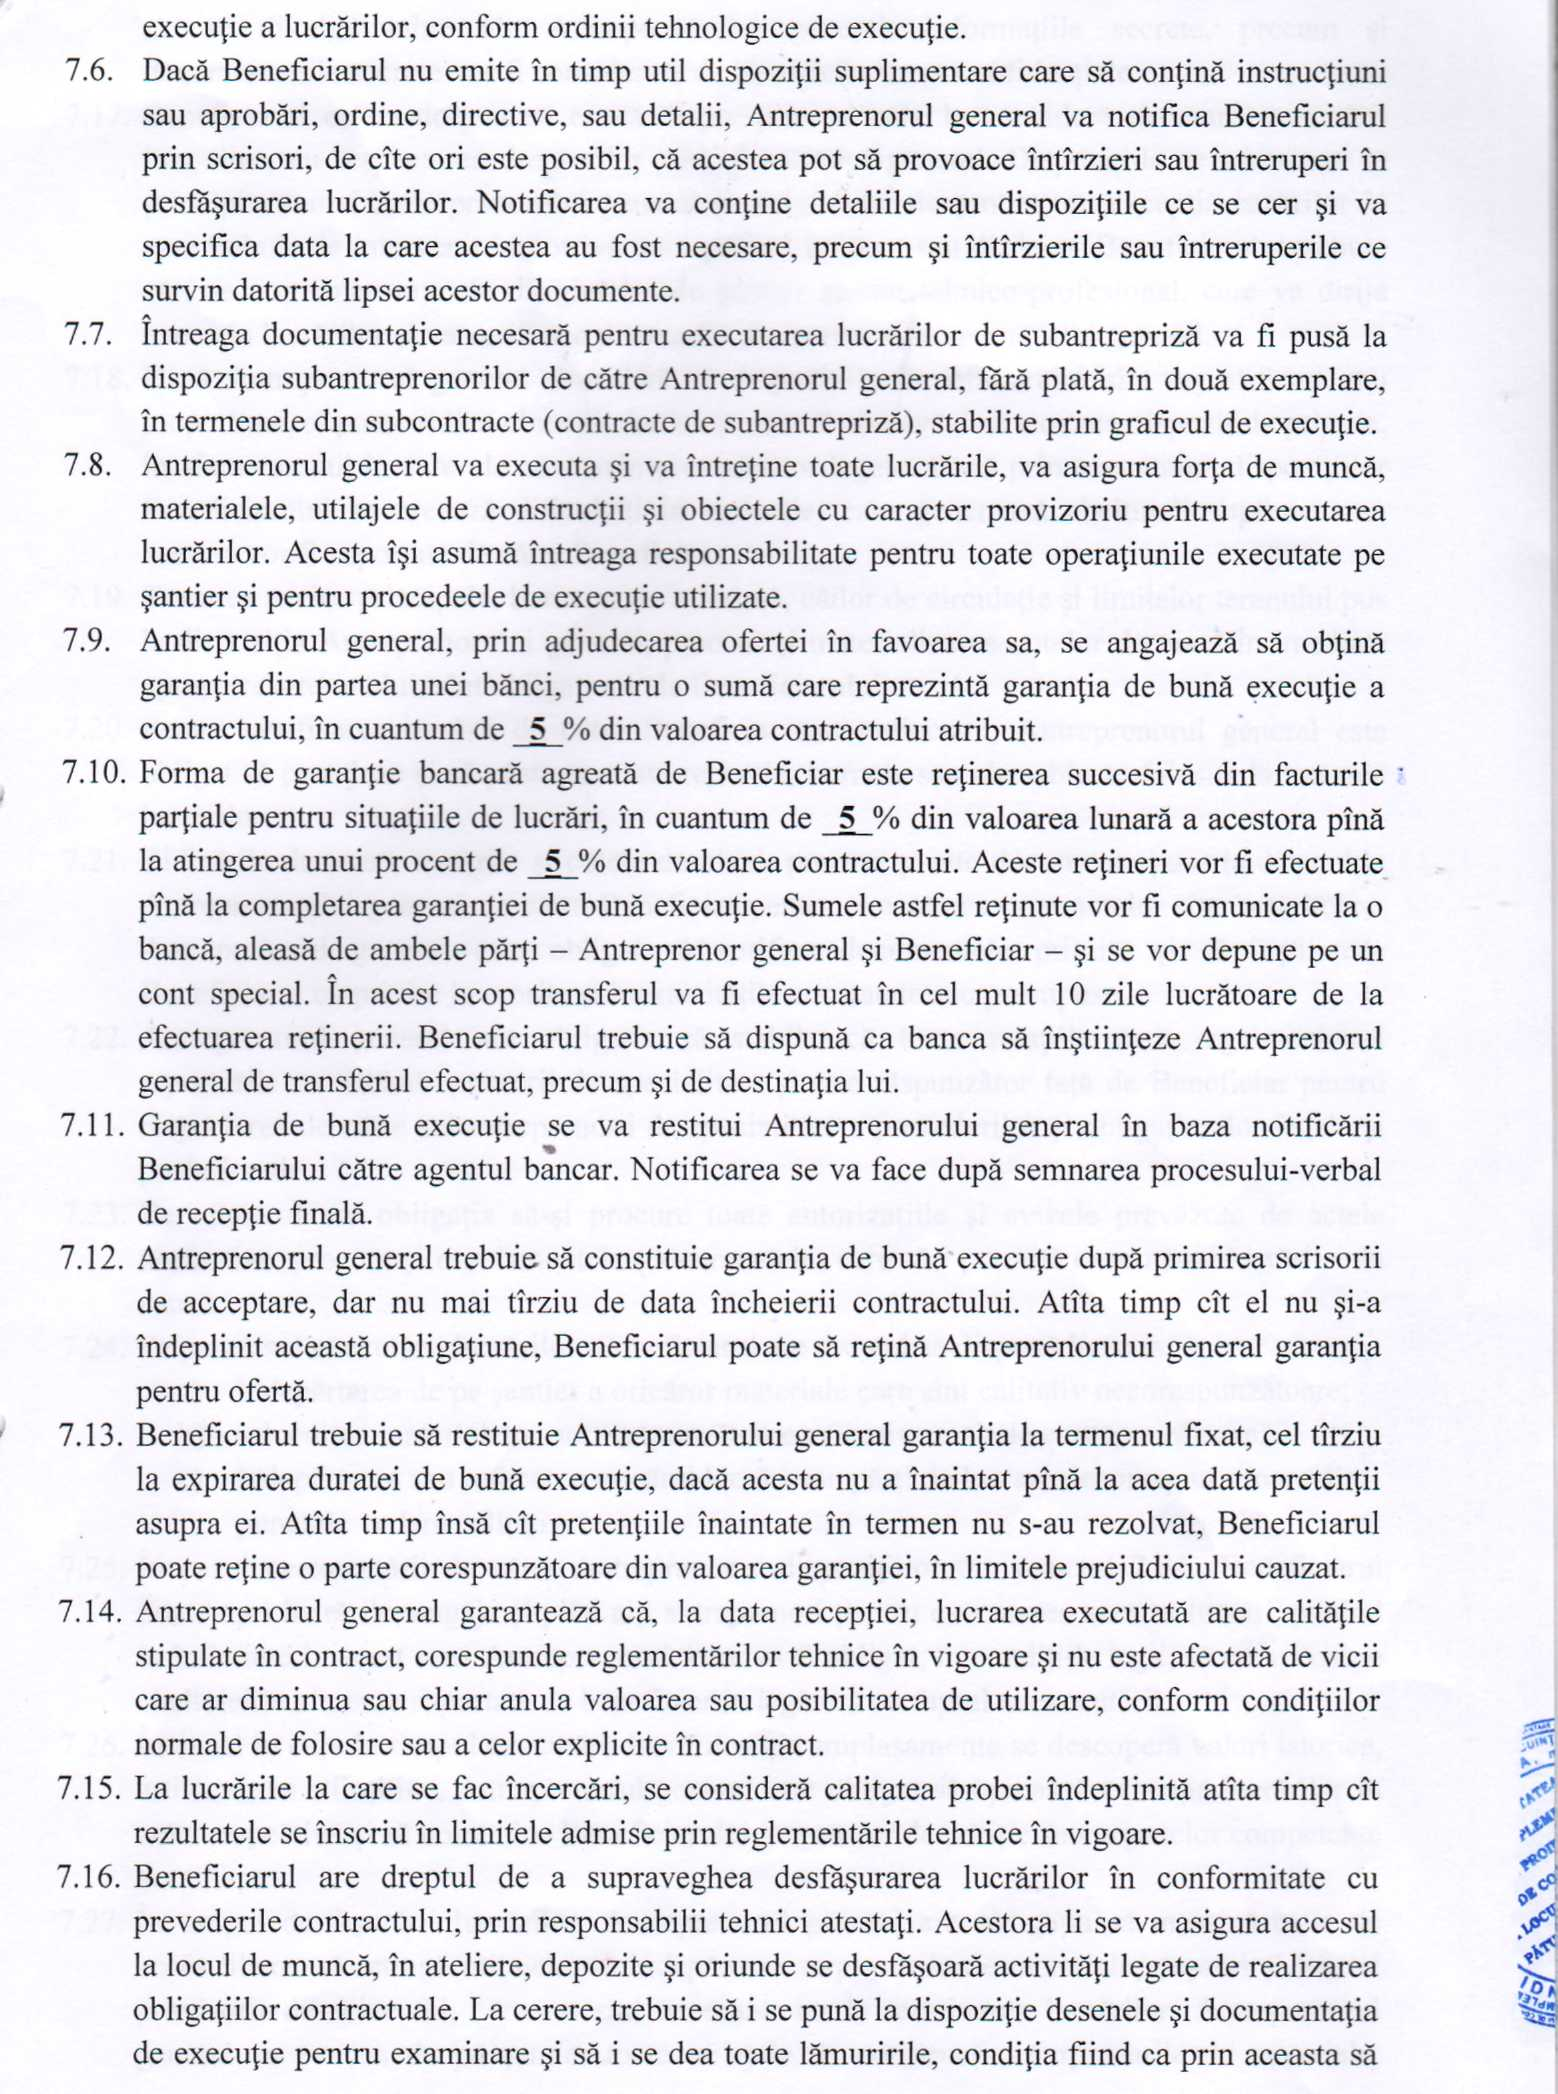 execuţie a lucrărilor, conform ordinii tehnologice de execuţie.
7.6. Dacă Beneficiarul nu emite în timp util dispoziţii suplimentare care să conţină instrucţiuni
sau aprobări, ordine, directive, sau detalii, Antreprenorul general va notifica Beneficiarul
prin scrisori, de cîte ori este posibil, că acestea pot să provoace întîrzieri sau întreruperi în
desfăşurarea lucrărilor. Notificarea va conţine detaliile sau dispoziţiile ce se cer şi va
specifica data la care acestea au fost necesare, precum şi întîrzierile sau întreruperile ce
survin datorită lipsei acestor documente.
7.7. Întreaga documentaţie necesară pentru executarea lucrărilor de subantrepriză va fi pusă la
dispoziţia subantreprenorilor de către Antreprenorul general, fără plată, în două exemplare,
în termenele din subcontracte (contracte de subantrepriză), stabilite prin graficul de execuţie.
7.8. Antreprenorul general va executa şi va întreţine toate lucrările, va asigura forţa de muncă,
materialele, utilajele de construcţii şi obiectele cu caracter provizoriu pentru executarea
lucrărilor. Acesta îşi asumă întreaga responsabilitate pentru toate operaţiunile executate pe
şantier şi pentru procedeele de execuţie utilizate.
7.9. Antreprenorul general, prin adjudecarea ofertei în favoarea sa, se angajează să obţină
garanţia din partea unei bănci, pentru o sumă care reprezintă garanţia de bună execuţie a
contractului, în cuantum de _5_% din valoarea contractului atribuit.
7.10. Forma de garanţie bancară agreată de Beneficiar este reţinerea succesivă din facturile
parţiale pentru situaţiile de lucrări, în cuantum de _5_% din valoarea lunară a acestora pînă
la atingerea unui procent de _5_% din valoarea contractului. Aceste reţineri vor fi efectuate
pînă la completarea garanţiei de bună execuţie. Sumele astfel reţinute vor fi comunicate la o
bancă, aleasă de ambele părţi – Antreprenor general şi Beneficiar – şi se vor depune pe un
cont special. În acest scop transferul va fi efectuat în cel mult 10 zile lucrătoare de la
efectuarea reţinerii. Beneficiarul trebuie să dispună ca banca să înştiinţeze Antreprenorul
general de transferul efectuat, precum şi de destinaţia lui.
7.11. Garanţia de bună execuţie se va restitui Antreprenorului general în baza notificării
Beneficiarului către agentul bancar. Notificarea se va face după semnarea procesului-verbal
de recepţie finală.
7.12. Antreprenorul general trebuie să constituie garanţia de bună execuţie după primirea scrisorii
de acceptare, dar nu mai tîrziu de data încheierii contractului. Atîta timp cît el nu şi-a
îndeplinit această obligaţiune, Beneficiarul poate să reţină Antreprenorului general garanţia
pentru ofertă.
7.13. Beneficiarul trebuie să restituie Antreprenorului general garanţia la termenul fixat, cel tîrziu
la expirarea duratei de bună execuţie, dacă acesta nu a înaintat pînă la acea dată pretenţii
asupra ei. Atîta timp însă cît pretenţiile înaintate în termen nu s-au rezolvat, Beneficiarul
poate reţine o parte corespunzătoare din valoarea garanţiei, în limitele prejudiciului cauzat.
7.14. Antreprenorul general garantează că, la data recepţiei, lucrarea executată are calităţile
stipulate în contract, corespunde reglementărilor tehnice în vigoare şi nu este afectată de vicii
care ar diminua sau chiar anula valoarea sau posibilitatea de utilizare, conform condiţiilor
normale de folosire sau a celor explicite în contract.
7.15. La lucrările la care se fac încercări, se consideră calitatea probei îndeplinită atîta timp cît
rezultatele se înscriu în limitele admise prin reglementările tehnice în vigoare.
7.16. Beneficiarul are dreptul de a supraveghea desfăşurarea lucrărilor în conformitate cu
prevederile contractului, prin responsabilii tehnici atestaţi. Acestora li se va asigura accesul
la locul de muncă, în ateliere, depozite şi oriunde se desfăşoară activităţi legate de realizarea
obligaţiilor contractuale. La cerere, trebuie să i se pună la dispoziţie desenele şi documentaţia
de execuţie pentru examinare şi să i se dea toate lămuririle, condiţia fiind ca prin aceasta să